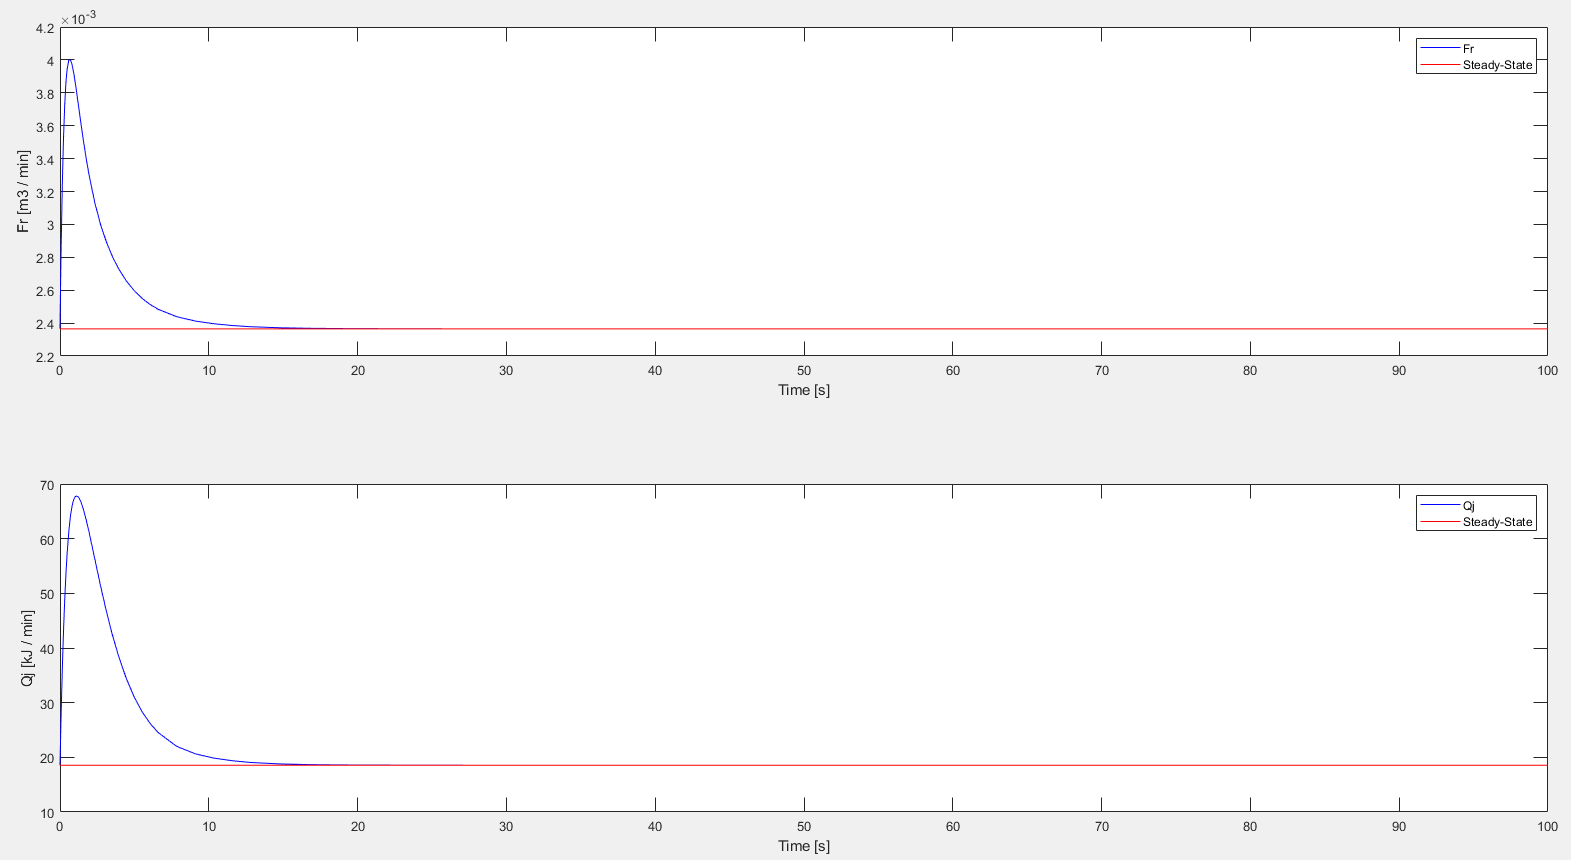 ×10-3
4.2
4
3.8
3.6
3.4
3.2
3
2.8
2.6
2.4
2.2
Fr [m3 / min]
Fr
Steady-State
0 10 20 30 40 50 60 70 80 90 100
Time [s]
70
60
50
40
30
20
10
Qj [kJ / min]
Qj
Steady-State
0 10 20 30 40 50 60 70 80 90 100
Time [s]